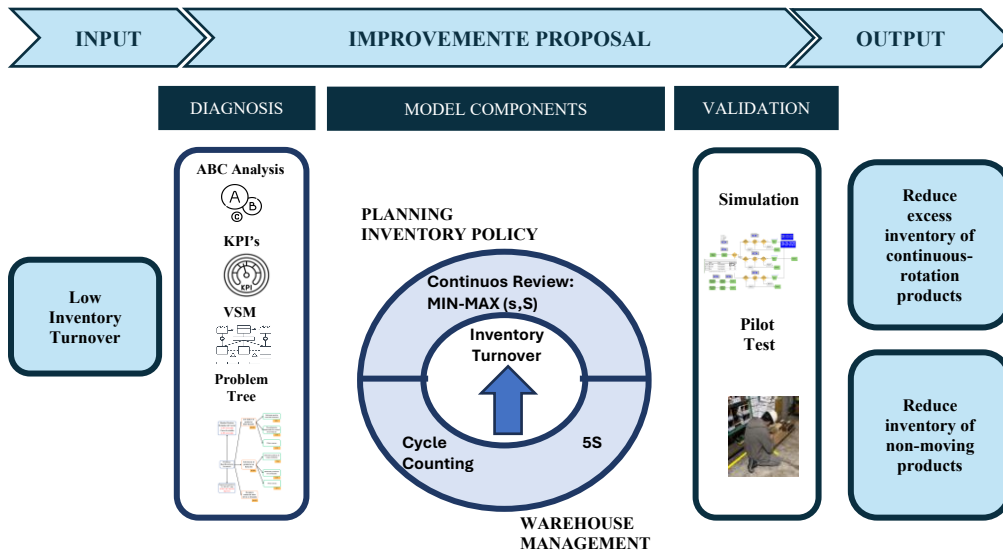 INPUT
IMPROVEMENTE PROPOSAL
OUTPUT
DIAGNOSIS
MODEL COMPONENTS
VALIDATION
Low
Inventory
Turnover
ABC Analysis
A
B
C
KPI's
KPI
VSM
Problem
Tree
PLANNING
INVENTORY POLICY
Continuos Review:
MIN-MAX (s,S)
Inventory
Turnover
Cycle
Counting
5S
WAREHOUSE
MANAGEMENT
Simulation
Pilot
Test
Reduce
excess
inventory of
continuous-
rotation
products
Reduce
inventory of
non-moving
products